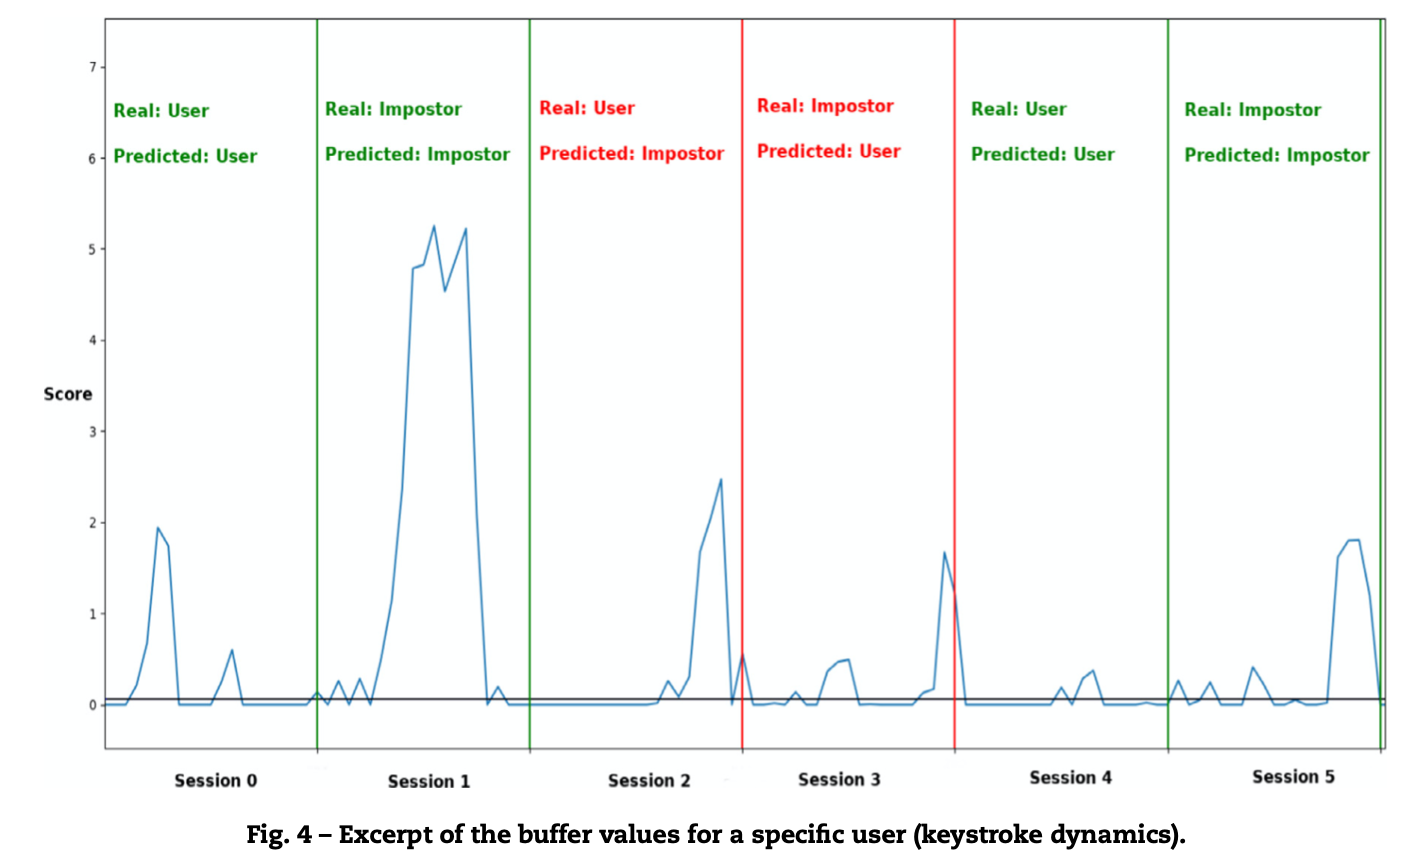 7
Real: User
Real: Impostor
Real: User
Real: Impostor
Real: User
Real: Impostor
Predicted: User
Predicted: Impostor
Predicted: Impostor
Predicted: User
Predicted: User
Predicted: Impostor
6
5
4
Score
3
2
1
0
Session 0
Session 1
Session 2
Session 3
Session 4
Session 5
Fig. 4 – Excerpt of the buffer values for a specific user (keystroke dynamics).